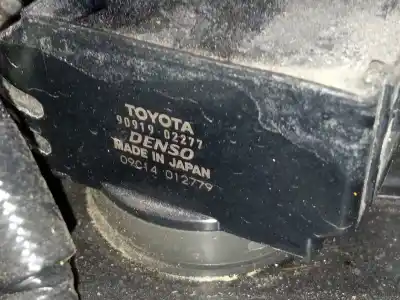 TOYOTA
90919-02277
DENSO
MADE IN JAPAN
09C14 012779